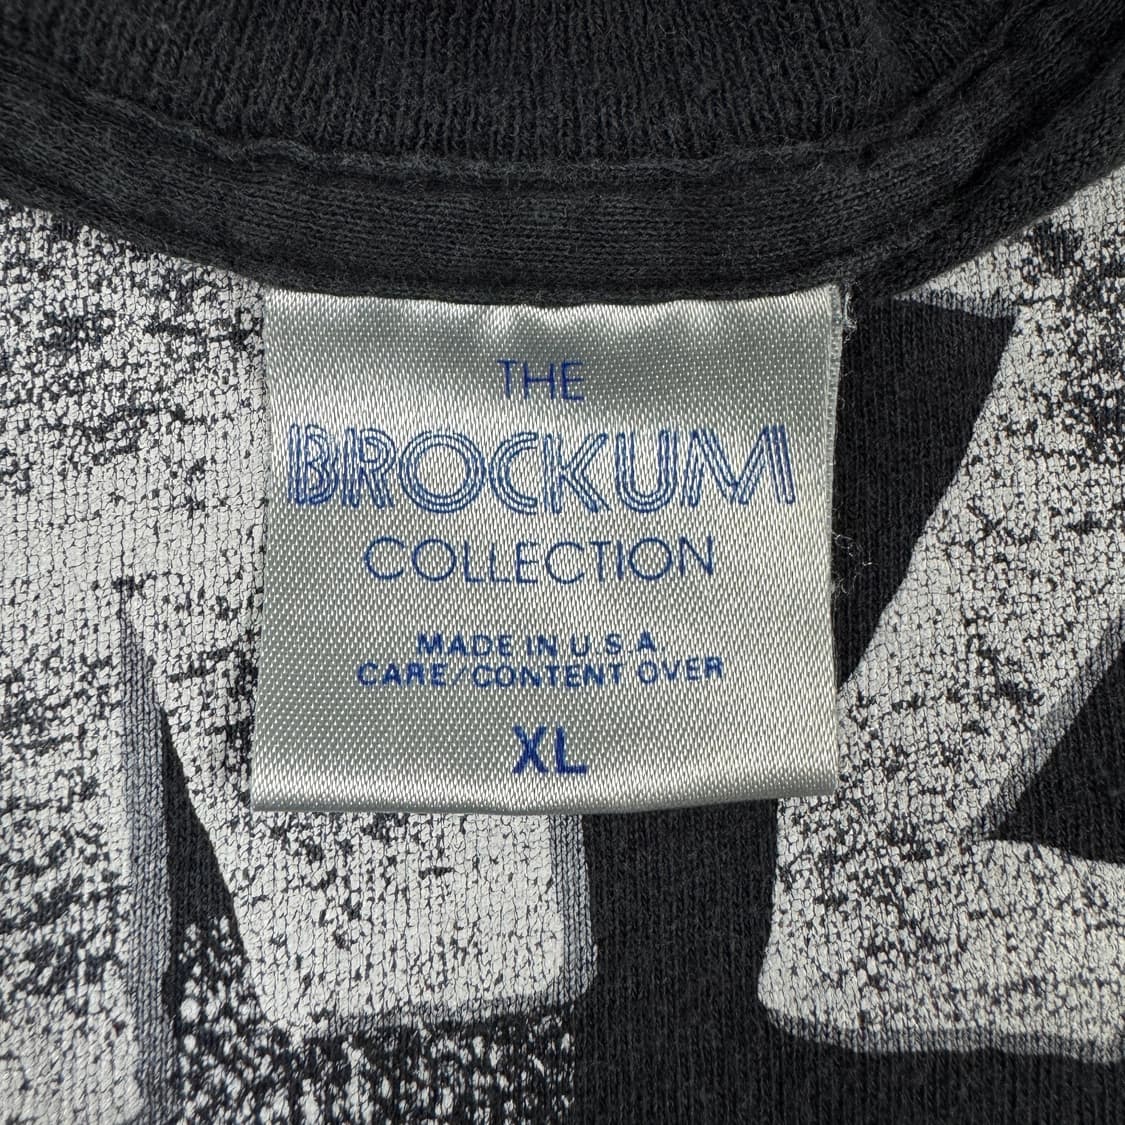 THE
BROCKUM
COLLECTION
MADE IN U.S.A.
CARE/CONTENT OVER
XL